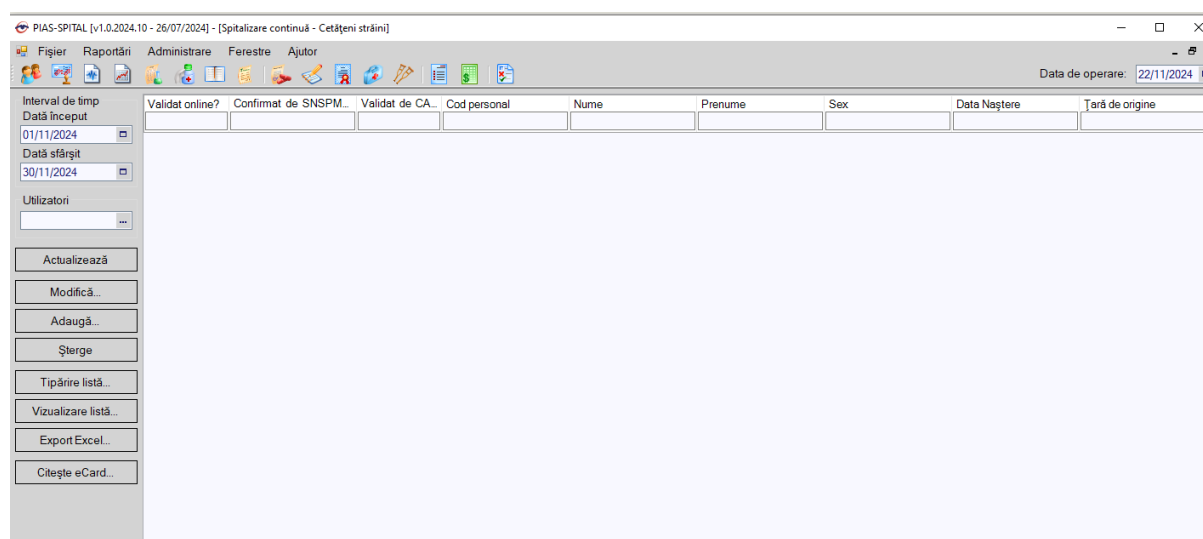 PIAS-SPITAL [v1.0.2024.10 - 26/07/2024] - [Spitalizare continuă - Cetăţeni străini]
Fişier Raportări Administrare Ferestre Ajutor
Data de operare: 22/11/2024
Interval de timp
Dată început
01/11/2024
Dată sfârşit
30/11/2024
Utilizatori
...
Actualizează
Modifică...
Adaugă...
Şterge
Tipărire listă...
Vizualizare listă...
Export Excel...
Citeşte eCard...
Validat online? Confirmat de SNSPM... Validat de CA... Cod personal Nume Prenume Sex Data Naştere Ţară de origine